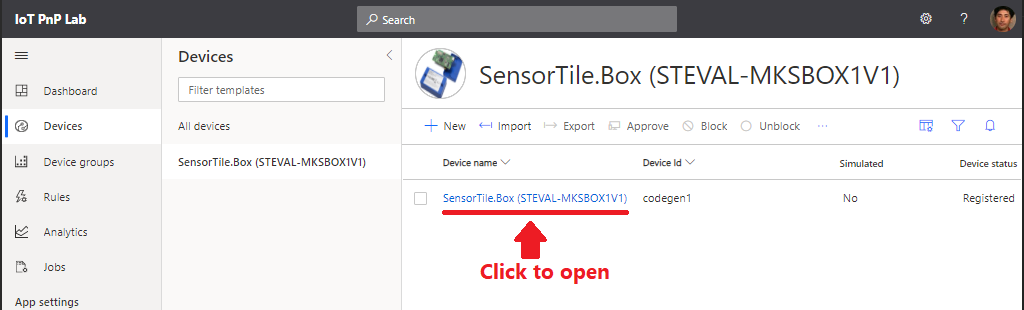 IoT PnP Lab
Search
?
Dashboard
Devices
Device groups
Rules
Analytics
Jobs
App settings
Devices
Filter templates
All devices
SensorTile.Box (STEVAL-MKSBOX1V1)
SensorTile.Box (STEVAL-MKSBOX1V1)
New Import Export Approve Block Unblock ...
Device name Device Id Simulated Device status
SensorTile.Box (STEVAL-MKSBOX1V1) codegen1 No Registered
Click to open